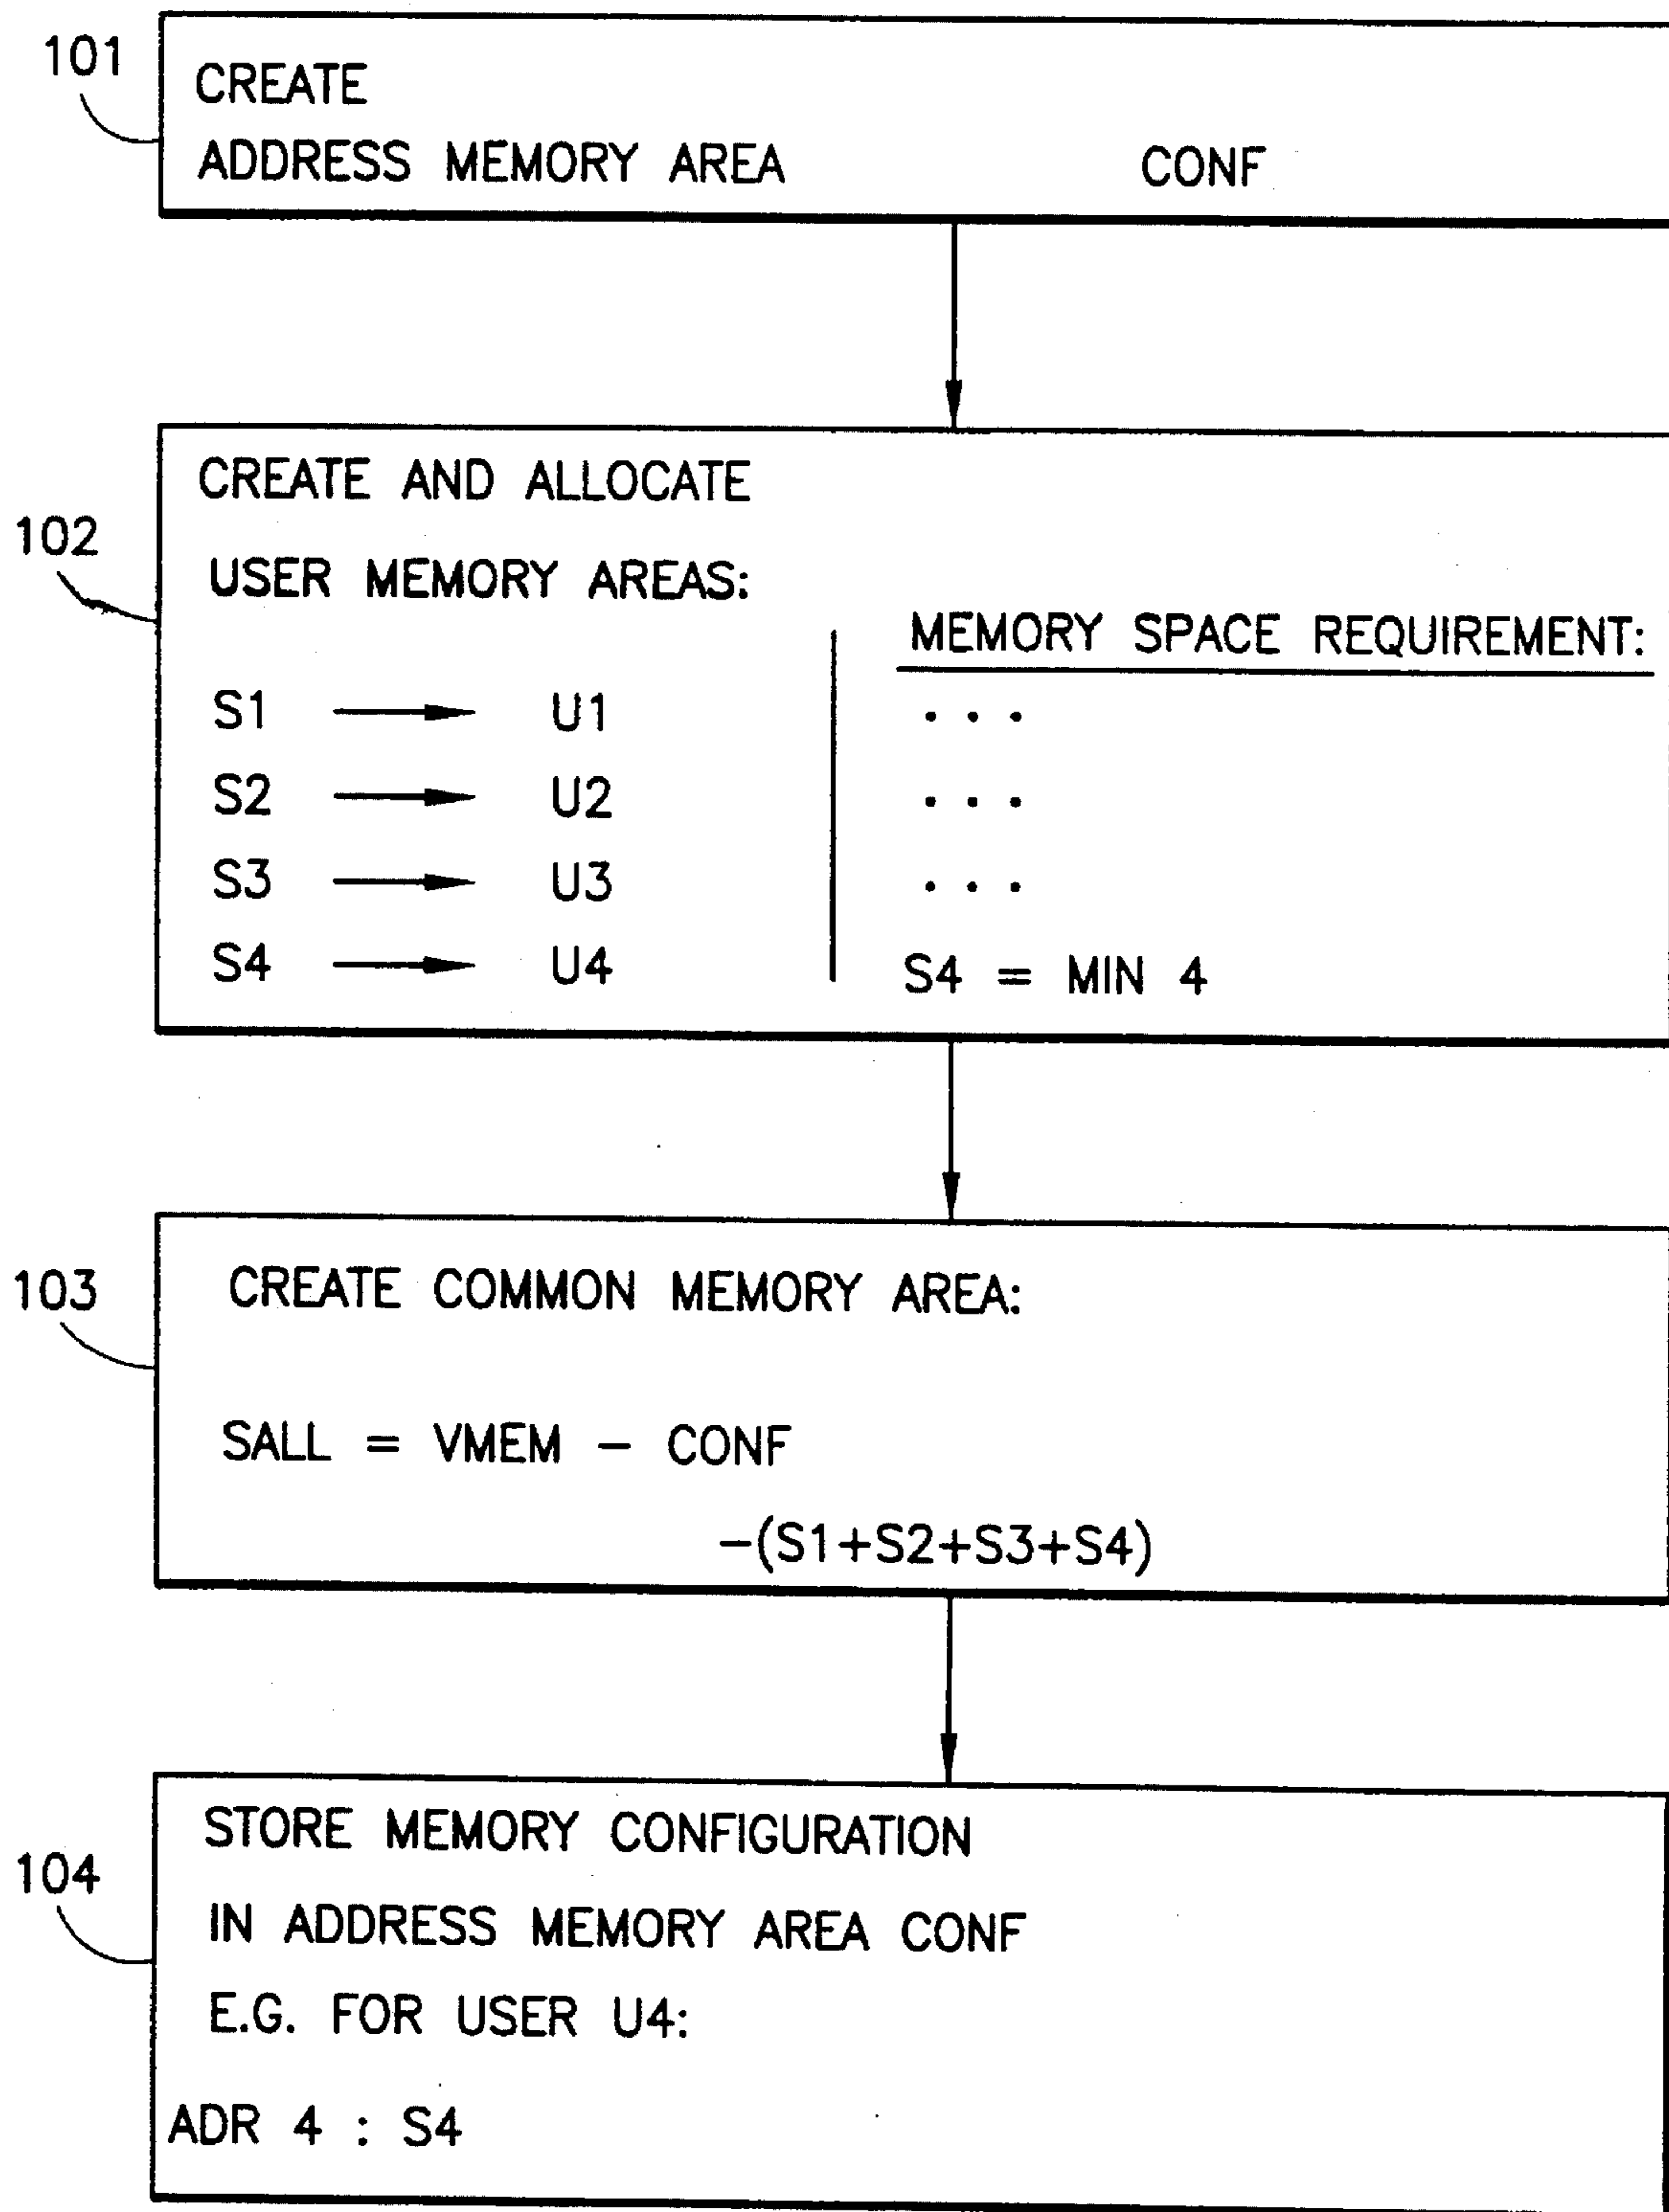 101
CREATE
ADDRESS MEMORY AREA CONF
102
CREATE AND ALLOCATE
USER MEMORY AREAS:
MEMORY SPACE REQUIREMENT:
S1 U1 . . .
S2 U2 . . .
S3 U3 . . .
S4 U4 S4 = MIN 4
103
CREATE COMMON MEMORY AREA:
SALL = VMEM - CONF
-(S1+S2+S3+S4)
104
STORE MEMORY CONFIGURATION
IN ADDRESS MEMORY AREA CONF
E.G. FOR USER U4:
ADR 4 : S4